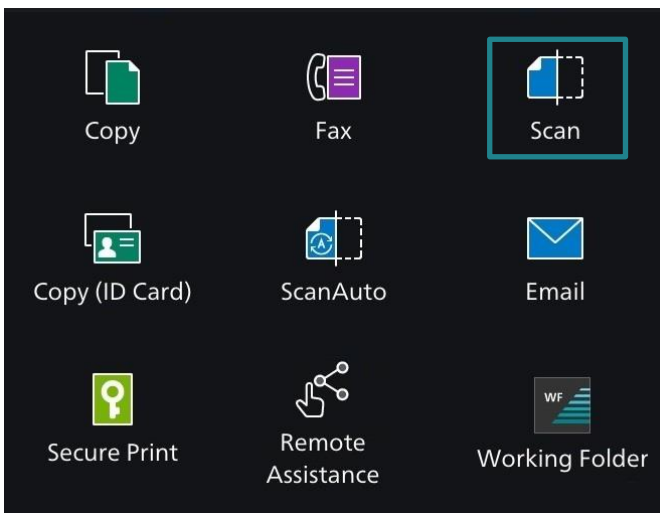 Copy
Fax
Scan
Copy (ID Card)
A
ScanAuto
Email
Secure Print
Remote
Assistance
WF
Working Folder